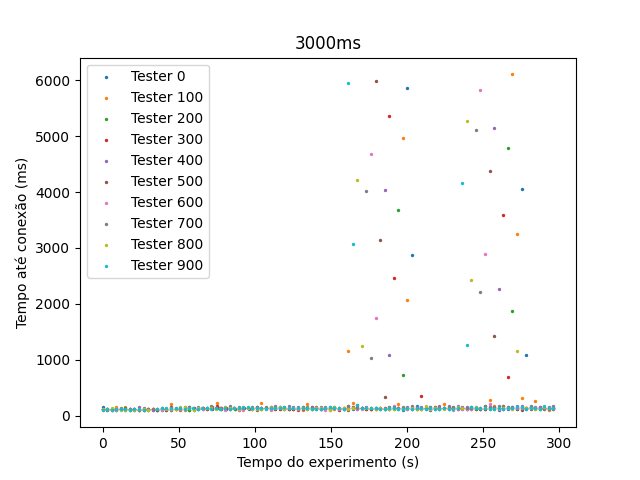 3000ms
Tester 0
Tester 100
Tester 200
Tester 300
Tester 400
Tester 500
Tester 600
Tester 700
Tester 800
Tester 900
6000
5000
4000
3000
2000
1000
0
Tempo até conexão (ms)
0 50 100 150 200 250 300
Tempo do experimento (s)